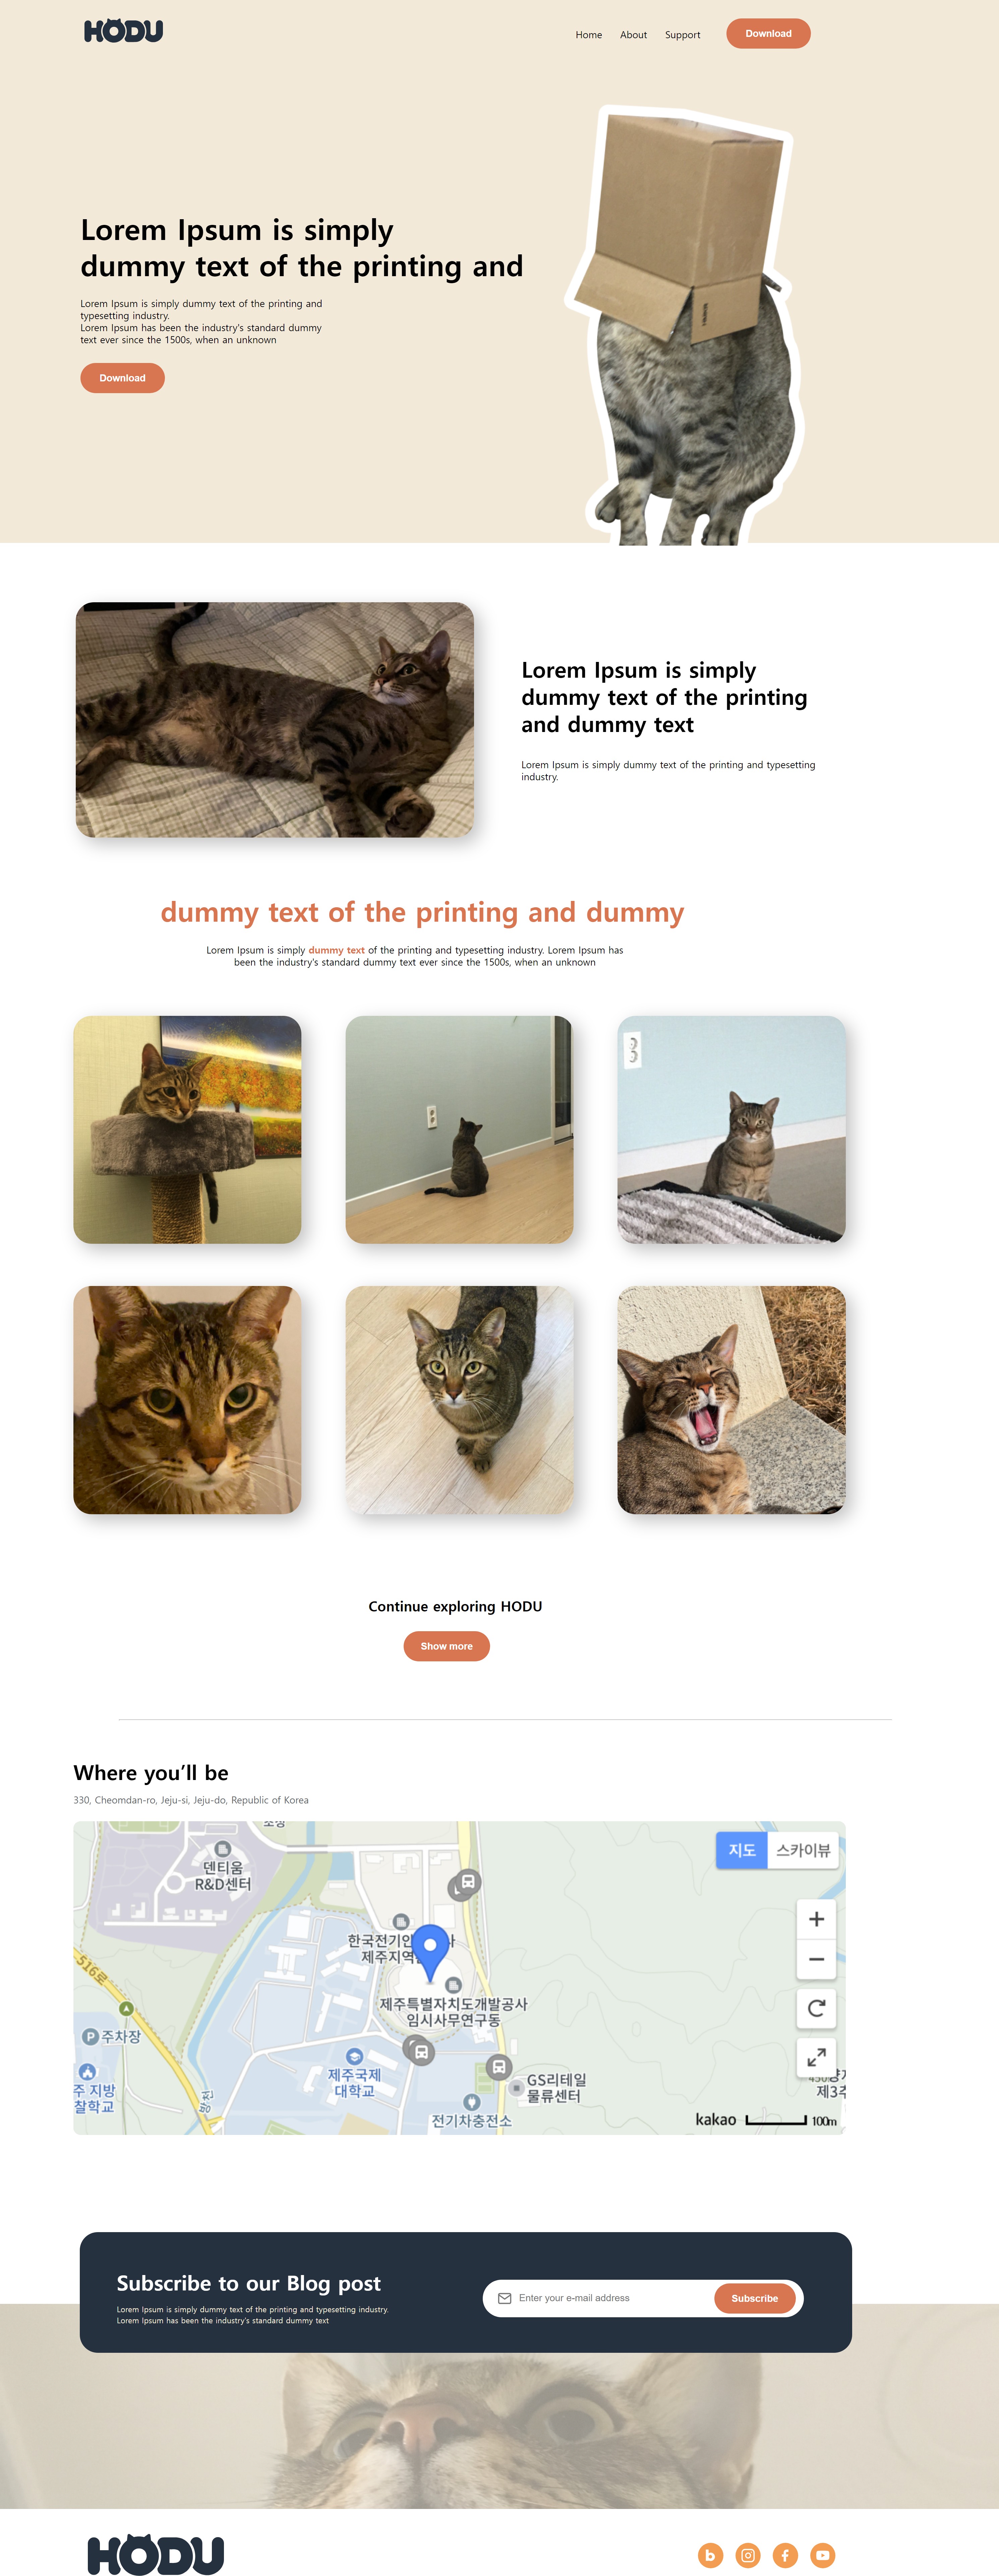 HODU
Home About Support Download
Lorem Ipsum is simply
dummy text of the printing and
Lorem Ipsum is simply dummy text of the printing and
typesetting industry.
Lorem Ipsum has been the industry's standard dummy
text ever since the 1500s, when an unknown
Download
Lorem Ipsum is simply
dummy text of the printing
and dummy text
Lorem Ipsum is simply dummy text of the printing and typesetting
industry.
dummy text of the printing and dummy
Lorem Ipsum is simply dummy text of the printing and typesetting industry. Lorem Ipsum has
been the industry's standard dummy text ever since the 1500s, when an unknown
Continue exploring HODU
Show more
Where you’ll be
330, Cheomdan-ro, Jeju-si, Jeju-do, Republic of Korea
지도 스카이뷰
덴티움
R&D센터
한국전기안
제주지역
516로
제주특별자치도개발공사
임시사무연구동
P 주차장
제주국제
대학교
주 지방
찰학교
GS리테일
물류센터
제3
전기차충전소
kakao 100m
Subscribe to our Blog post
Lorem Ipsum is simply dummy text of the printing and typesetting industry.
Lorem Ipsum has been the industry's standard dummy text
Enter your e-mail address
Subscribe
HODU